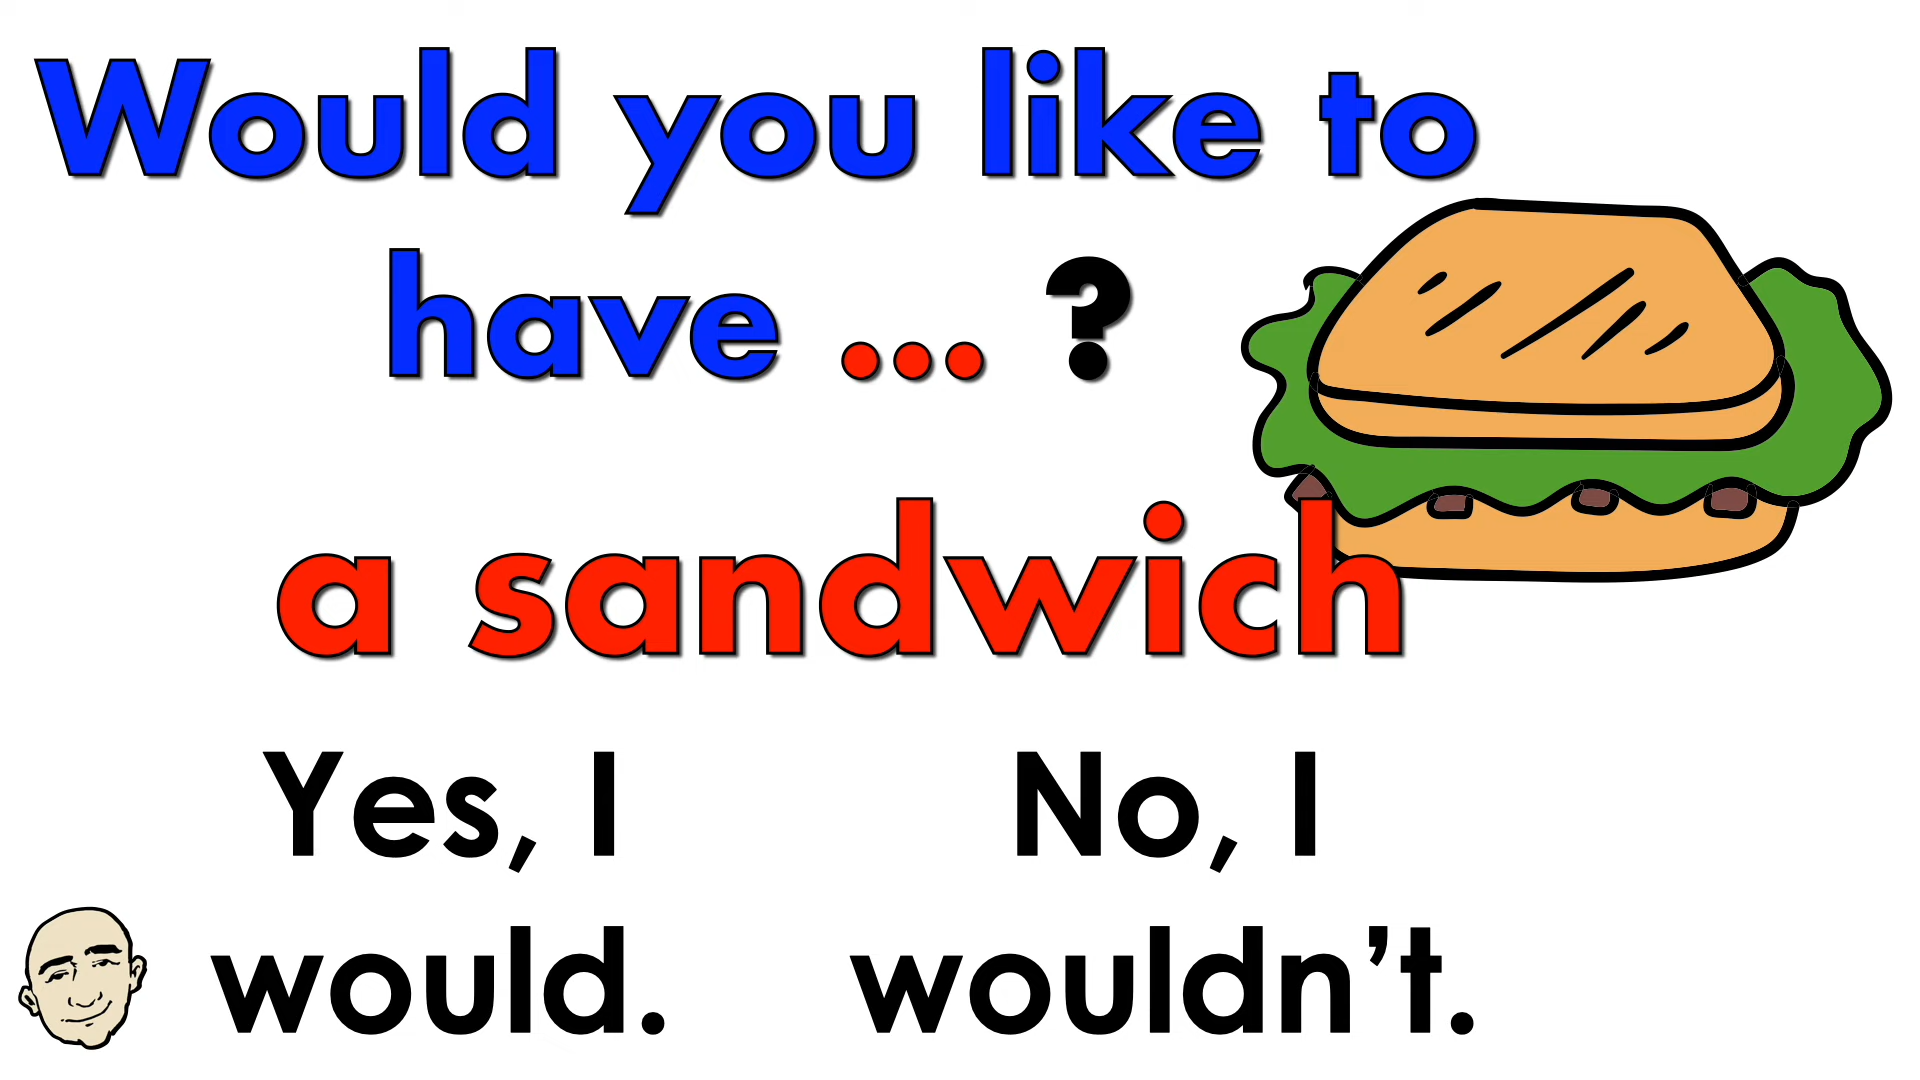 Would you like to
have ... ?
a sandwich
Yes, I
would.
No, I
wouldn’t.